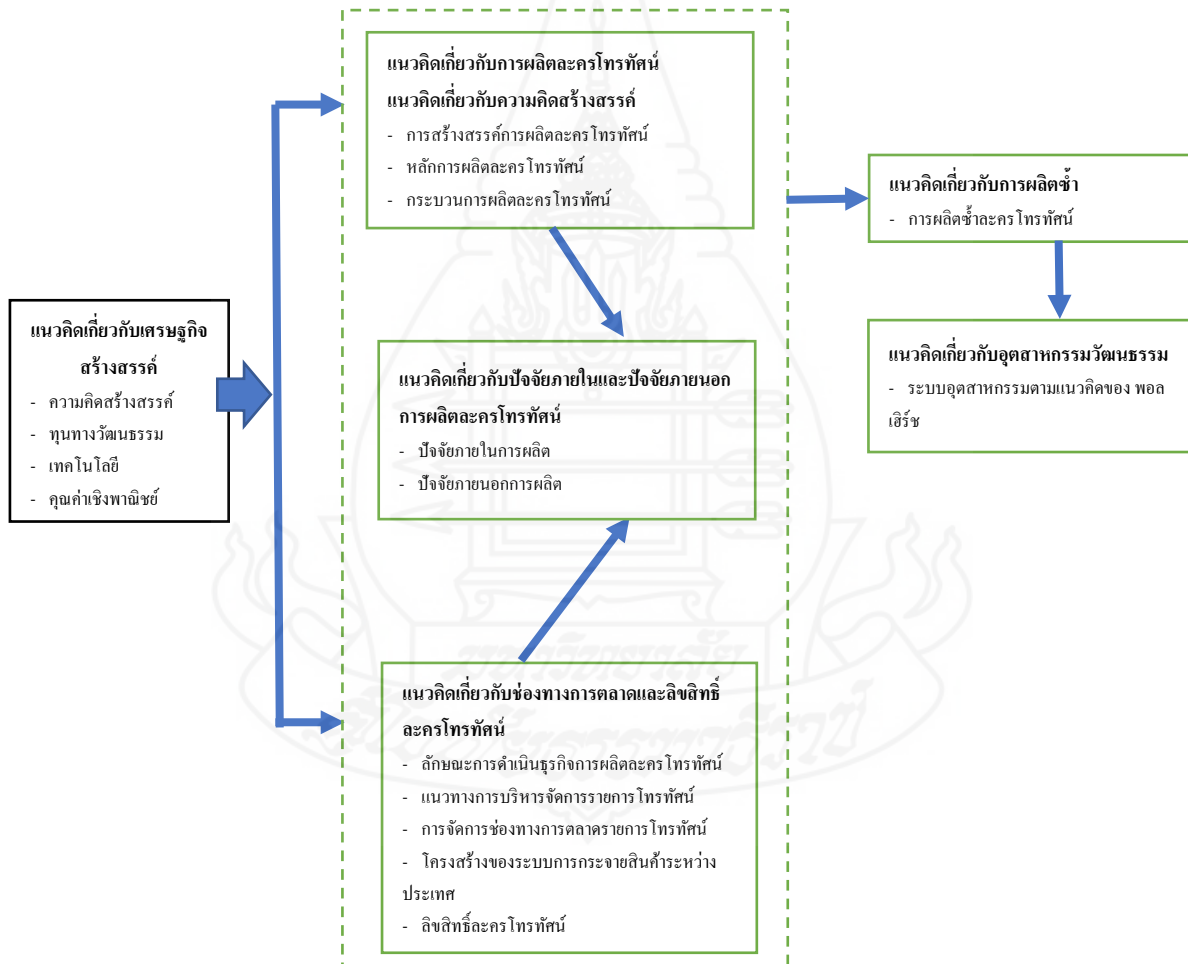 แนวคิดเกี่ยวกับเศรษฐกิจ
สร้างสรรค์
- ความคิดสร้างสรรค์
- ทุนทางวัฒนธรรม
- เทคโนโลยี
- คุณค่าเชิงพาณิชย์
แนวคิดเกี่ยวกับการผลิตละครโทรทัศน์
แนวคิดเกี่ยวกับความคิดสร้างสรรค์
- การสร้างสรรค์การผลิตละครโทรทัศน์
- หลักการผลิตละครโทรทัศน์
- กระบวนการผลิตละครโทรทัศน์
แนวคิดเกี่ยวกับปัจจัยภายในและปัจจัยภายนอก
การผลิตละครโทรทัศน์
- ปัจจัยภายในการผลิต
- ปัจจัยภายนอกการผลิต
แนวคิดเกี่ยวกับช่องทางการตลาดและลิขสิทธิ์
ละครโทรทัศน์
- ลักษณะการดำเนินธุรกิจการผลิตละครโทรทัศน์
- แนวทางการบริหารจัดการรายการโทรทัศน์
- การจัดการช่องทางการตลาดรายการโทรทัศน์
- โครงสร้างของระบบการกระจายสินค้าระหว่าง
ประเทศ
- ลิขสิทธิ์ละครโทรทัศน์
แนวคิดเกี่ยวกับการผลิตซ้ำ
- การผลิตซ้ำละครโทรทัศน์
แนวคิดเกี่ยวกับอุตสาหกรรมวัฒนธรรม
- ระบบอุตสาหกรรมตามแนวคิดของ พอล
เฮิร์ช
มหาวิทยาลัย
สุโขทัยธรรมาธิราช